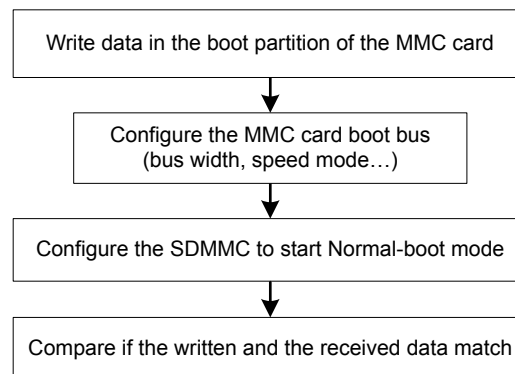 Write data in the boot partition of the MMC card
Configure the MMC card boot bus
(bus width, speed mode…)
Configure the SDMMC to start Normal-boot mode
Compare if the written and the received data match